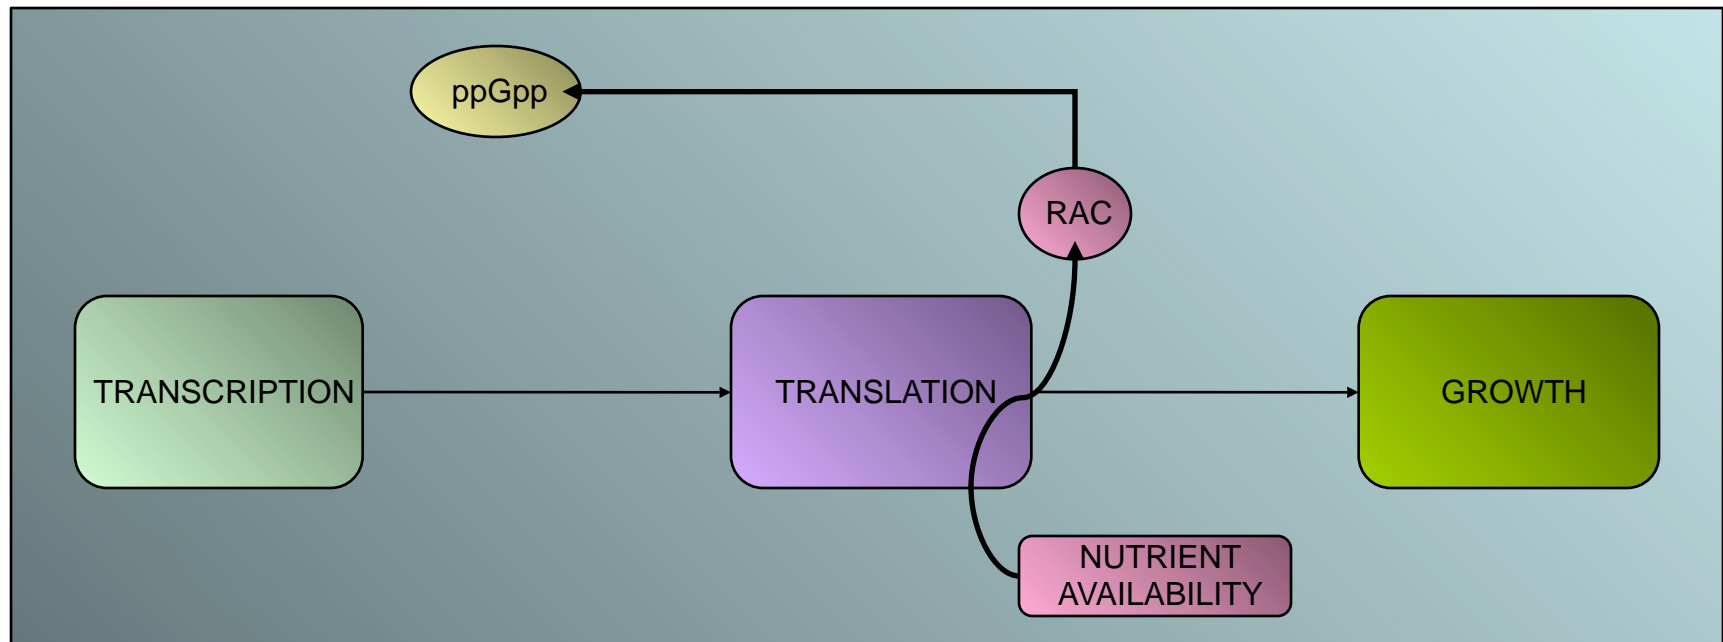 ppGpp
RAC
TRANSCRIPTION
TRANSLATION
GROWTH
NUTRIENT
AVAILABILITY